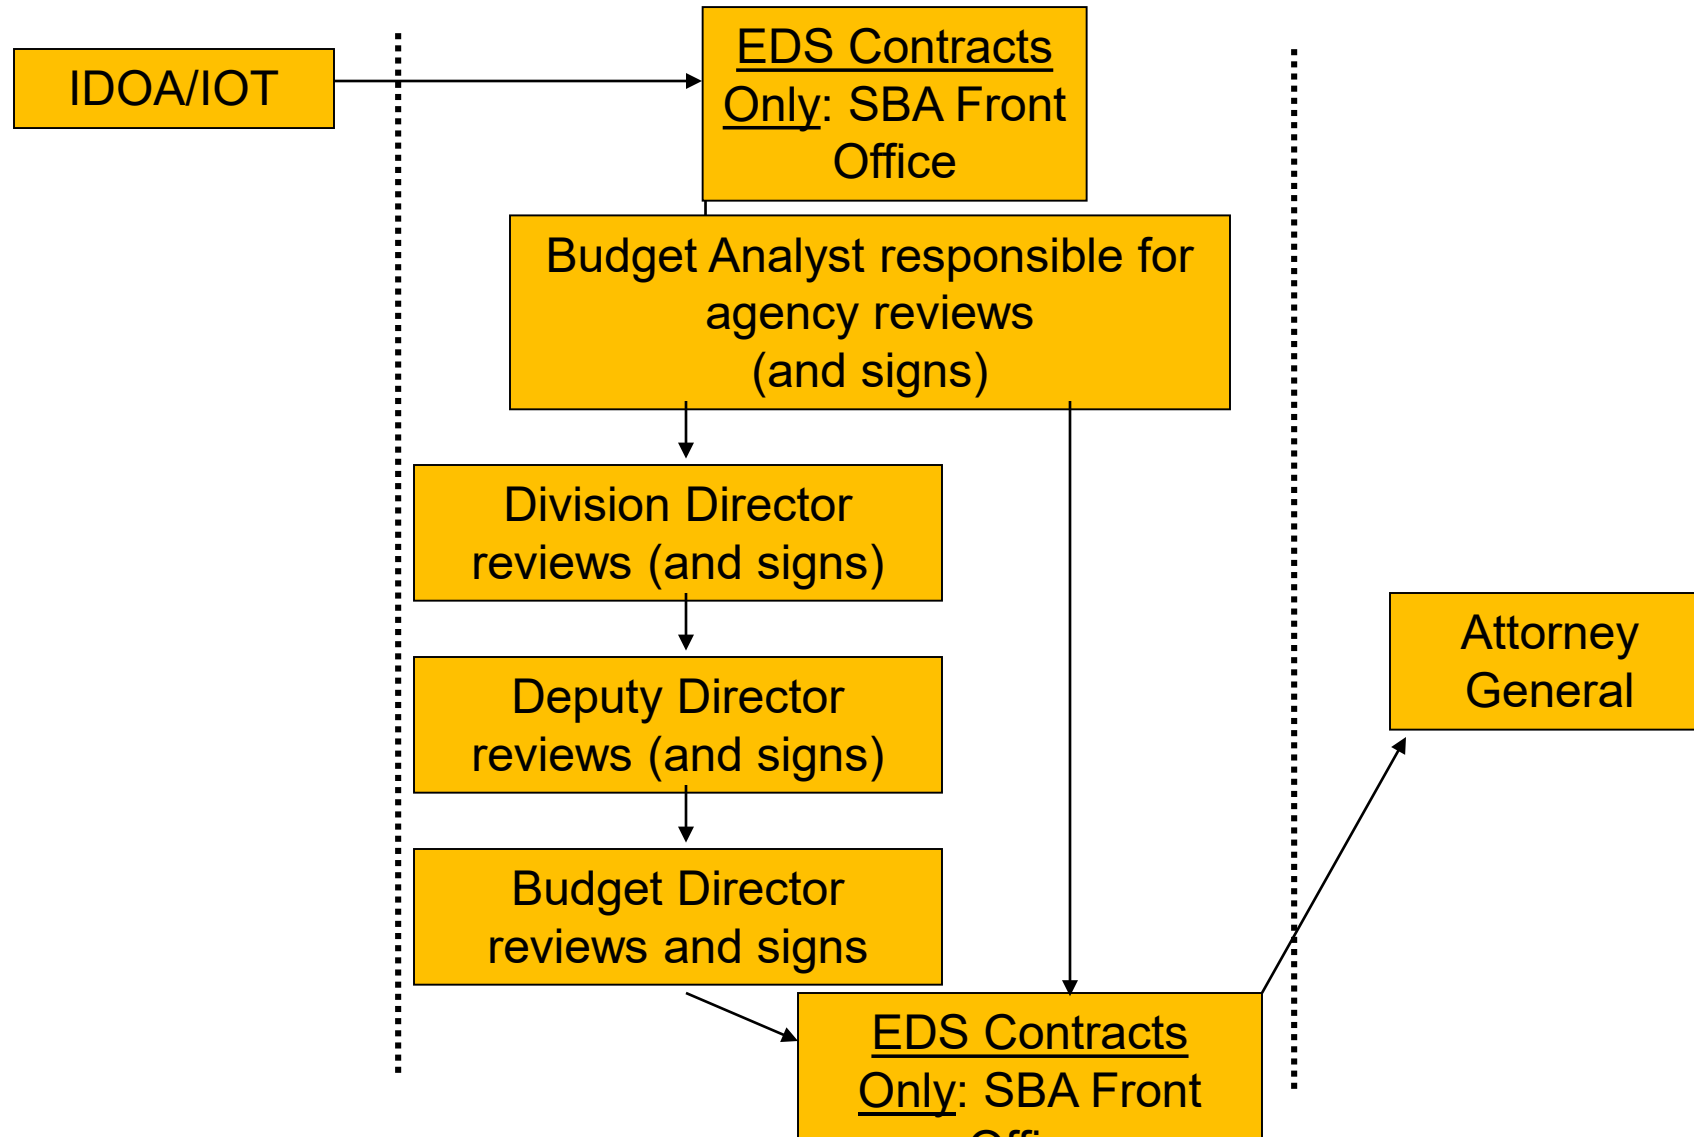 IDOA/IOT
EDS Contracts
Only: SBA Front
Office
Budget Analyst responsible for
agency reviews
(and signs)
Division Director
reviews (and signs)
Deputy Director
reviews (and signs)
Attorney
General
Budget Director
reviews and signs
EDS Contracts
Only: SBA Front